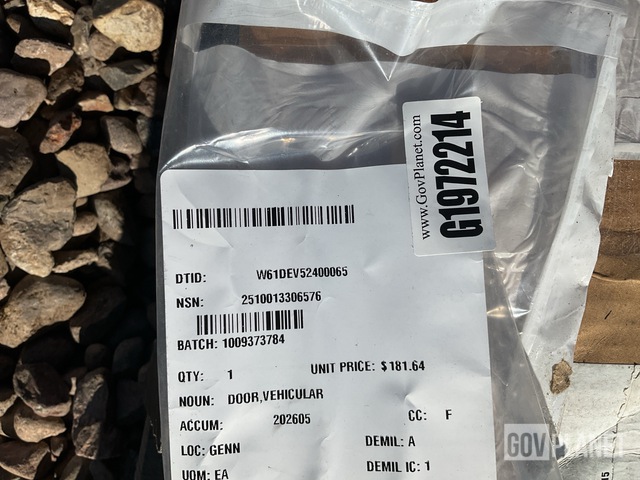 www.GovPlanet.com
G1972214
DTID: W61DEV52400065
NSN: 2510013306576
BATCH: 1009373784
QTY: 1 UNIT PRICE: $181.64
NOUN: DOOR,VEHICULAR
ACCUM: 202605 CC: F
LOC: GENN DEMIL: A
UOM: EA DEMIL IC: 1
GOVPLANET